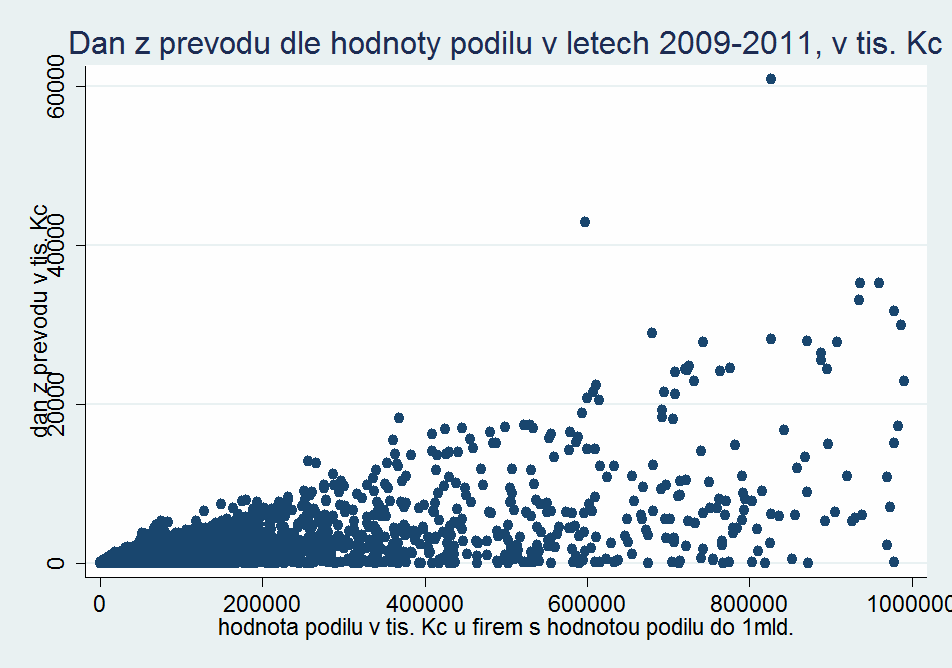 Dan z prevodu dle hodnoty podilu v letech 2009-2011, v tis. Kc
dan z prevodu v tis. Kc
60000
40000
20000
0
0 200000 400000 600000 800000 1000000
hodnota podilu v tis. Kc u firem s hodnotou podilu do 1mld.